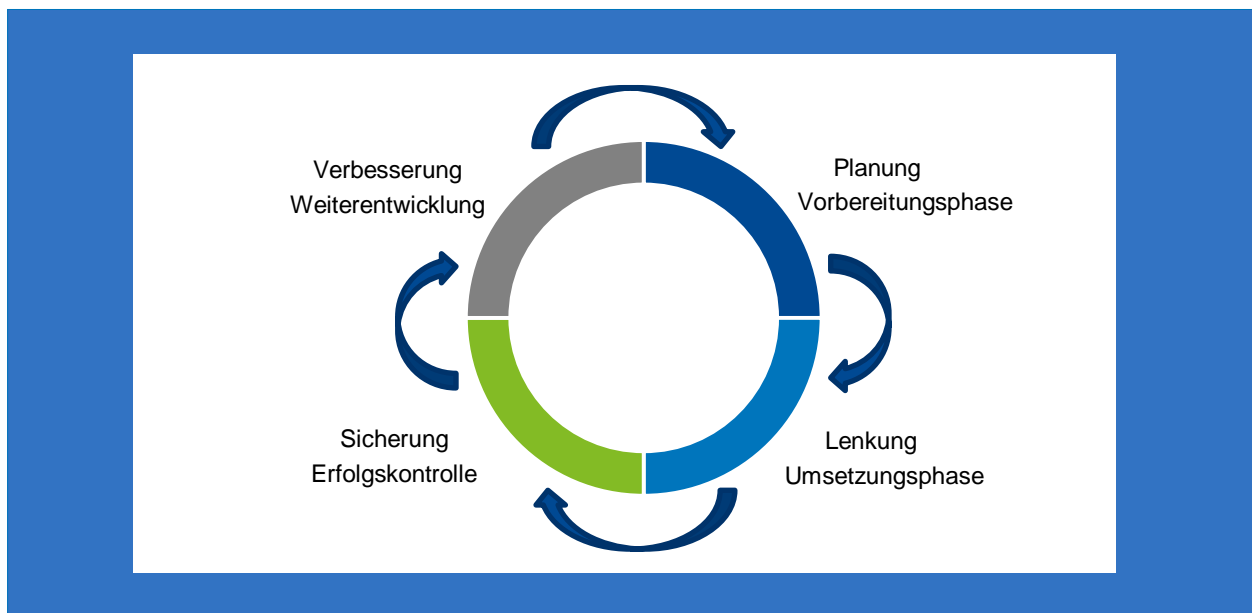 Verbesserung
Weiterentwicklung
Planung
Vorbereitungsphase
Sicherung
Erfolgskontrolle
Lenkung
Umsetzungsphase